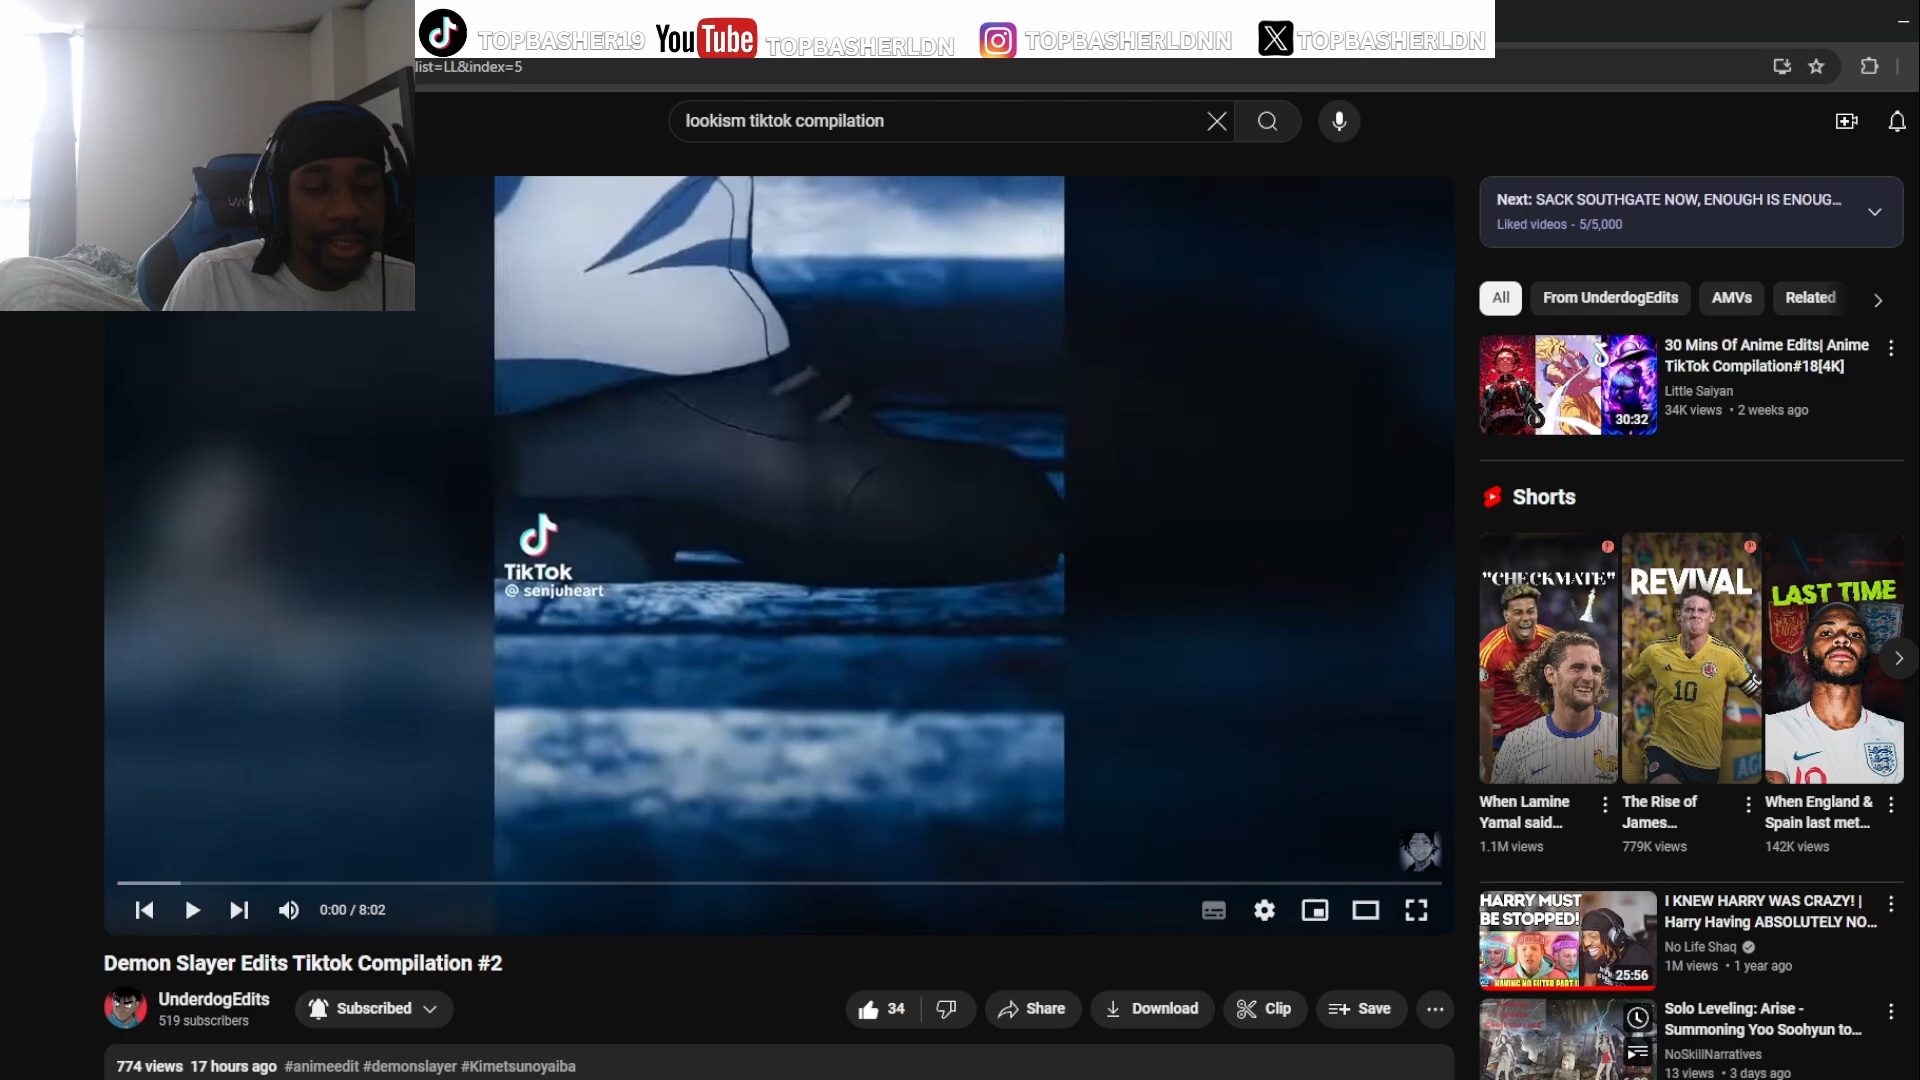 TOPBASHER19 YouTube TOPBASHERLDN TOPBASHERLDNN TOPBASHERLDN
list=LL&index=5
lookism tiktok compilation
Next: SACK SOUTHGATE NOW, ENOUGH IS ENOUG...
Liked videos - 5/5,000
All From UnderdogEdits AMVs Related
30 Mins Of Anime Edits| Anime
TikTok Compilation#18[4K]
Little Saiyan
34K views • 2 weeks ago
30:32
Shorts
"CHECKMATE"
REVIVAL
LAST TIME
10
TikTok
@ senjuheart
When Lamine
Yamal said...
1.1M views
The Rise of
James...
779K views
When England &
Spain last met...
142K views
0:00 / 8:02
HARRY MUST
BE STOPPED!
25:56
I KNEW HARRY WAS CRAZY! |
Harry Having ABSOLUTELY NO...
No Life Shaq
1M views • 1 year ago
Demon Slayer Edits Tiktok Compilation #2
UnderdogEdits
519 subscribers
Subscribed
34 Share Download Clip Save
Solo Leveling: Arise -
Summoning Yoo Soohyun to...
NoSkillNarratives
13 views • 3 days ago
774 views 17 hours ago #animeedit #demonslayer #Kimetsunoyaiba